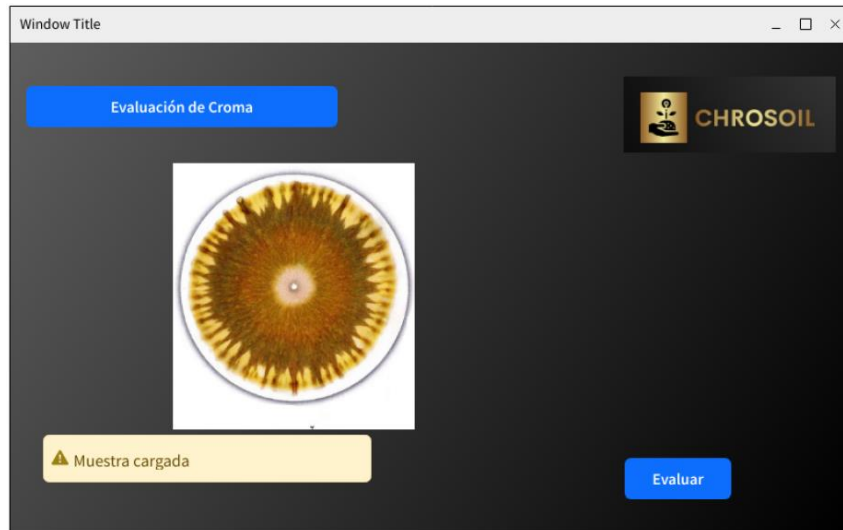 Window Title
Evaluación de Croma
CHROSOIL
Muestra cargada
Evaluar